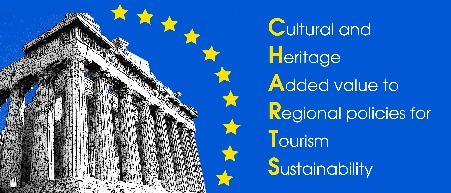 Cultural and
Heritage
Added value to
Regional policies for
Tourism
Sustainability